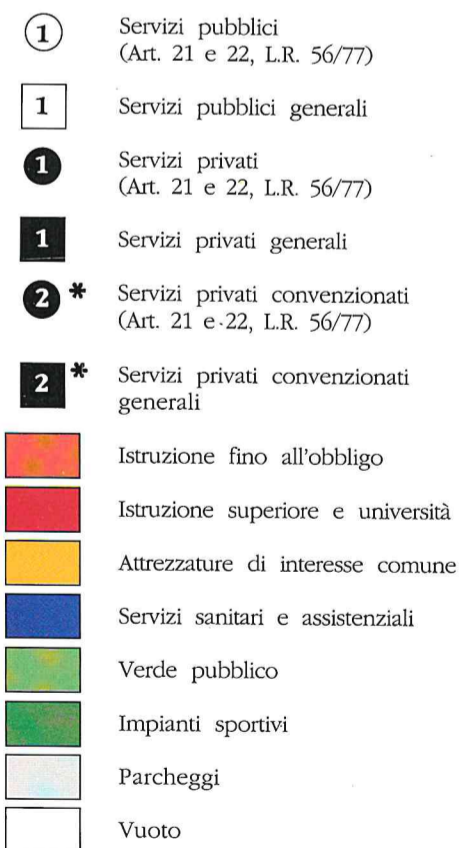 1 Servizi pubblici
(Art. 21 e 22, L.R. 56/77)
1 Servizi pubblici generali
1 Servizi privati
(Art. 21 e 22, L.R. 56/77)
1 Servizi privati generali
2 * Servizi privati convenzionati
(Art. 21 e 22, L.R. 56/77)
2 * Servizi privati convenzionati
generali
Istruzione fino all'obbligo
Istruzione superiore e università
Attrezzature di interesse comune
Servizi sanitari e assistenziali
Verde pubblico
Impianti sportivi
Parcheggi
Vuoto